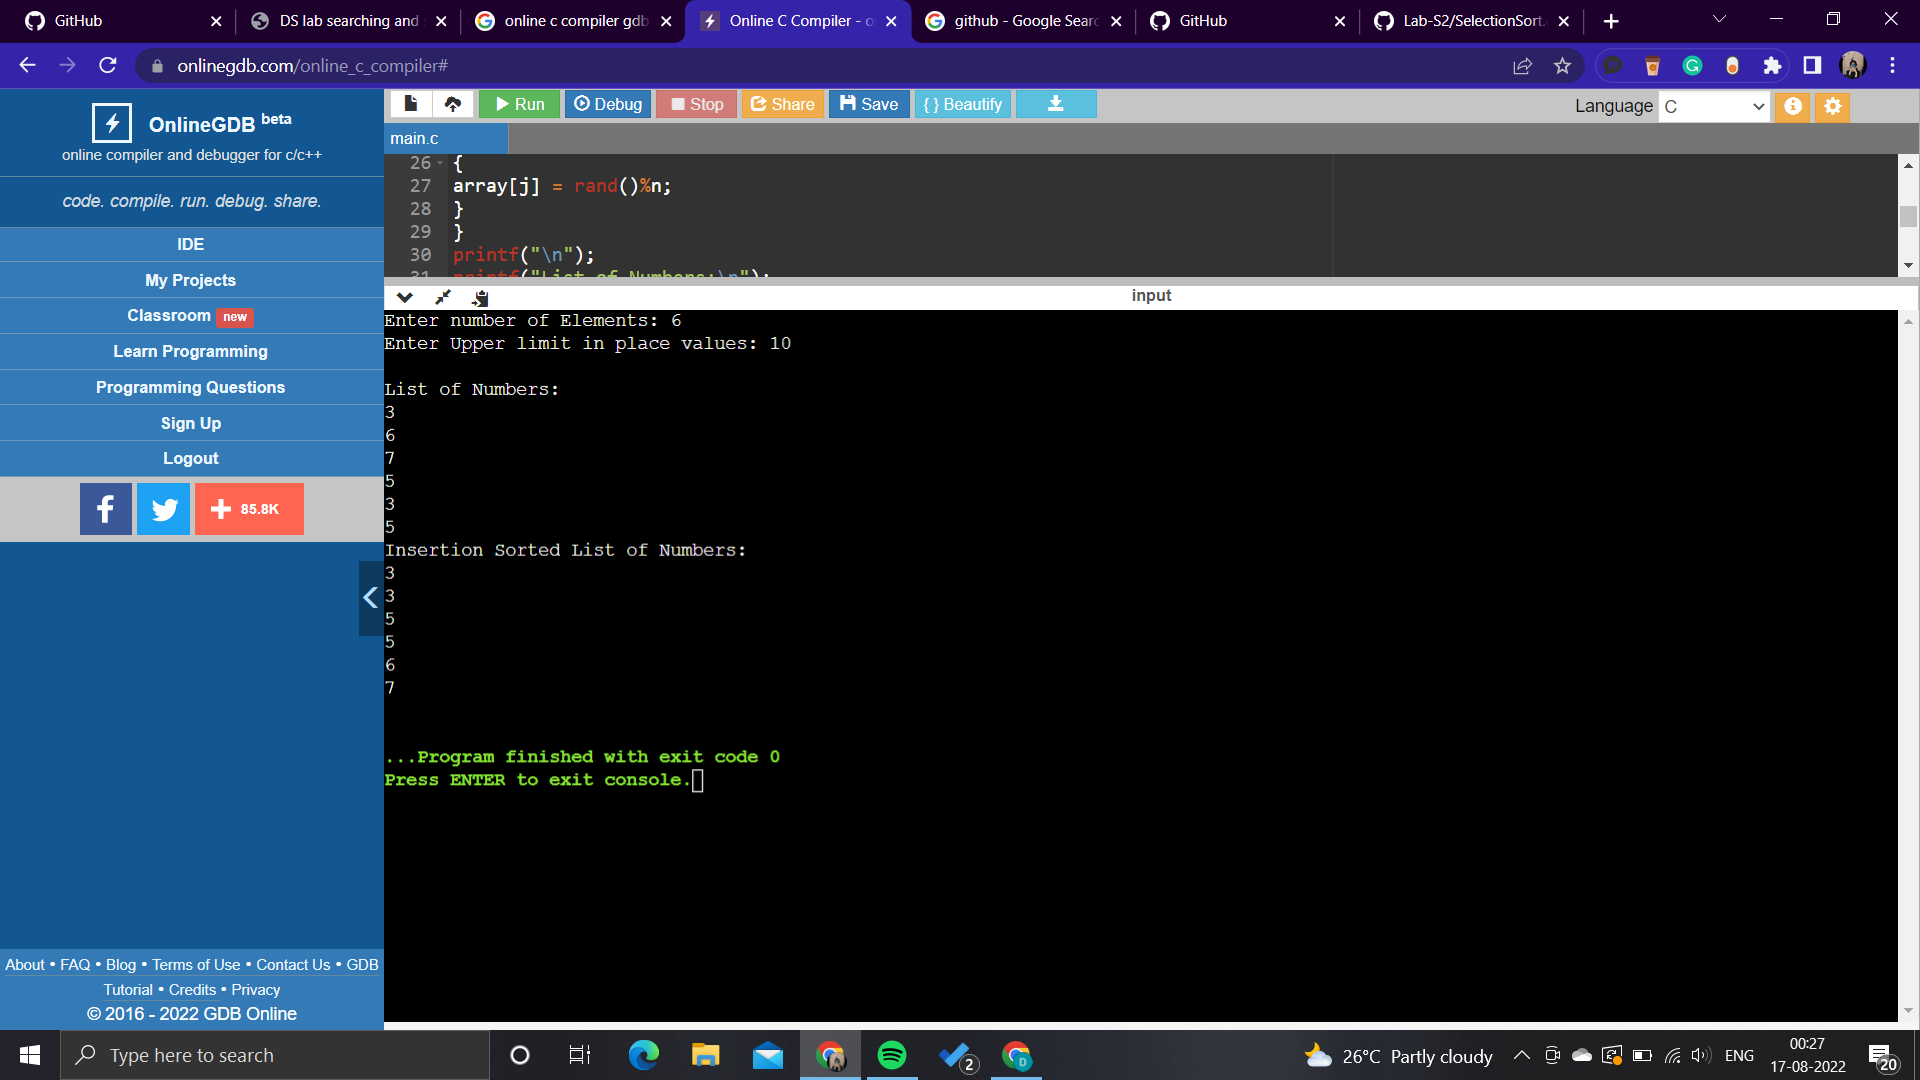 GitHub
DS lab searching and
online c compiler gdb
Online C Compiler - o
github - Google Searc
GitHub
Lab-S2/SelectionSort.
onlinegdb.com/online_c_compiler#
OnlineGDB beta
online compiler and debugger for c/c++
code. compile. run. debug. share.
IDE
My Projects
Classroom new
Learn Programming
Programming Questions
Sign Up
Logout
85.8K
About • FAQ • Blog • Terms of Use • Contact Us • GDB
Tutorial • Credits • Privacy
© 2016 - 2022 GDB Online
Run
Debug
Stop
Share
Save
{ } Beautify
Language C
main.c
26 {
27 array[j] = rand()%n;
28 }
29 }
30 printf("\n");
31 printf("List of Numbers:\n");
input
Enter number of Elements: 6
Enter Upper limit in place values: 10
List of Numbers:
3
6
7
5
3
5
Insertion Sorted List of Numbers:
3
3
5
5
6
7
...Program finished with exit code 0
Press ENTER to exit console.
Type here to search
2
D
26°C Partly cloudy
ENG
00:27
17-08-2022
20